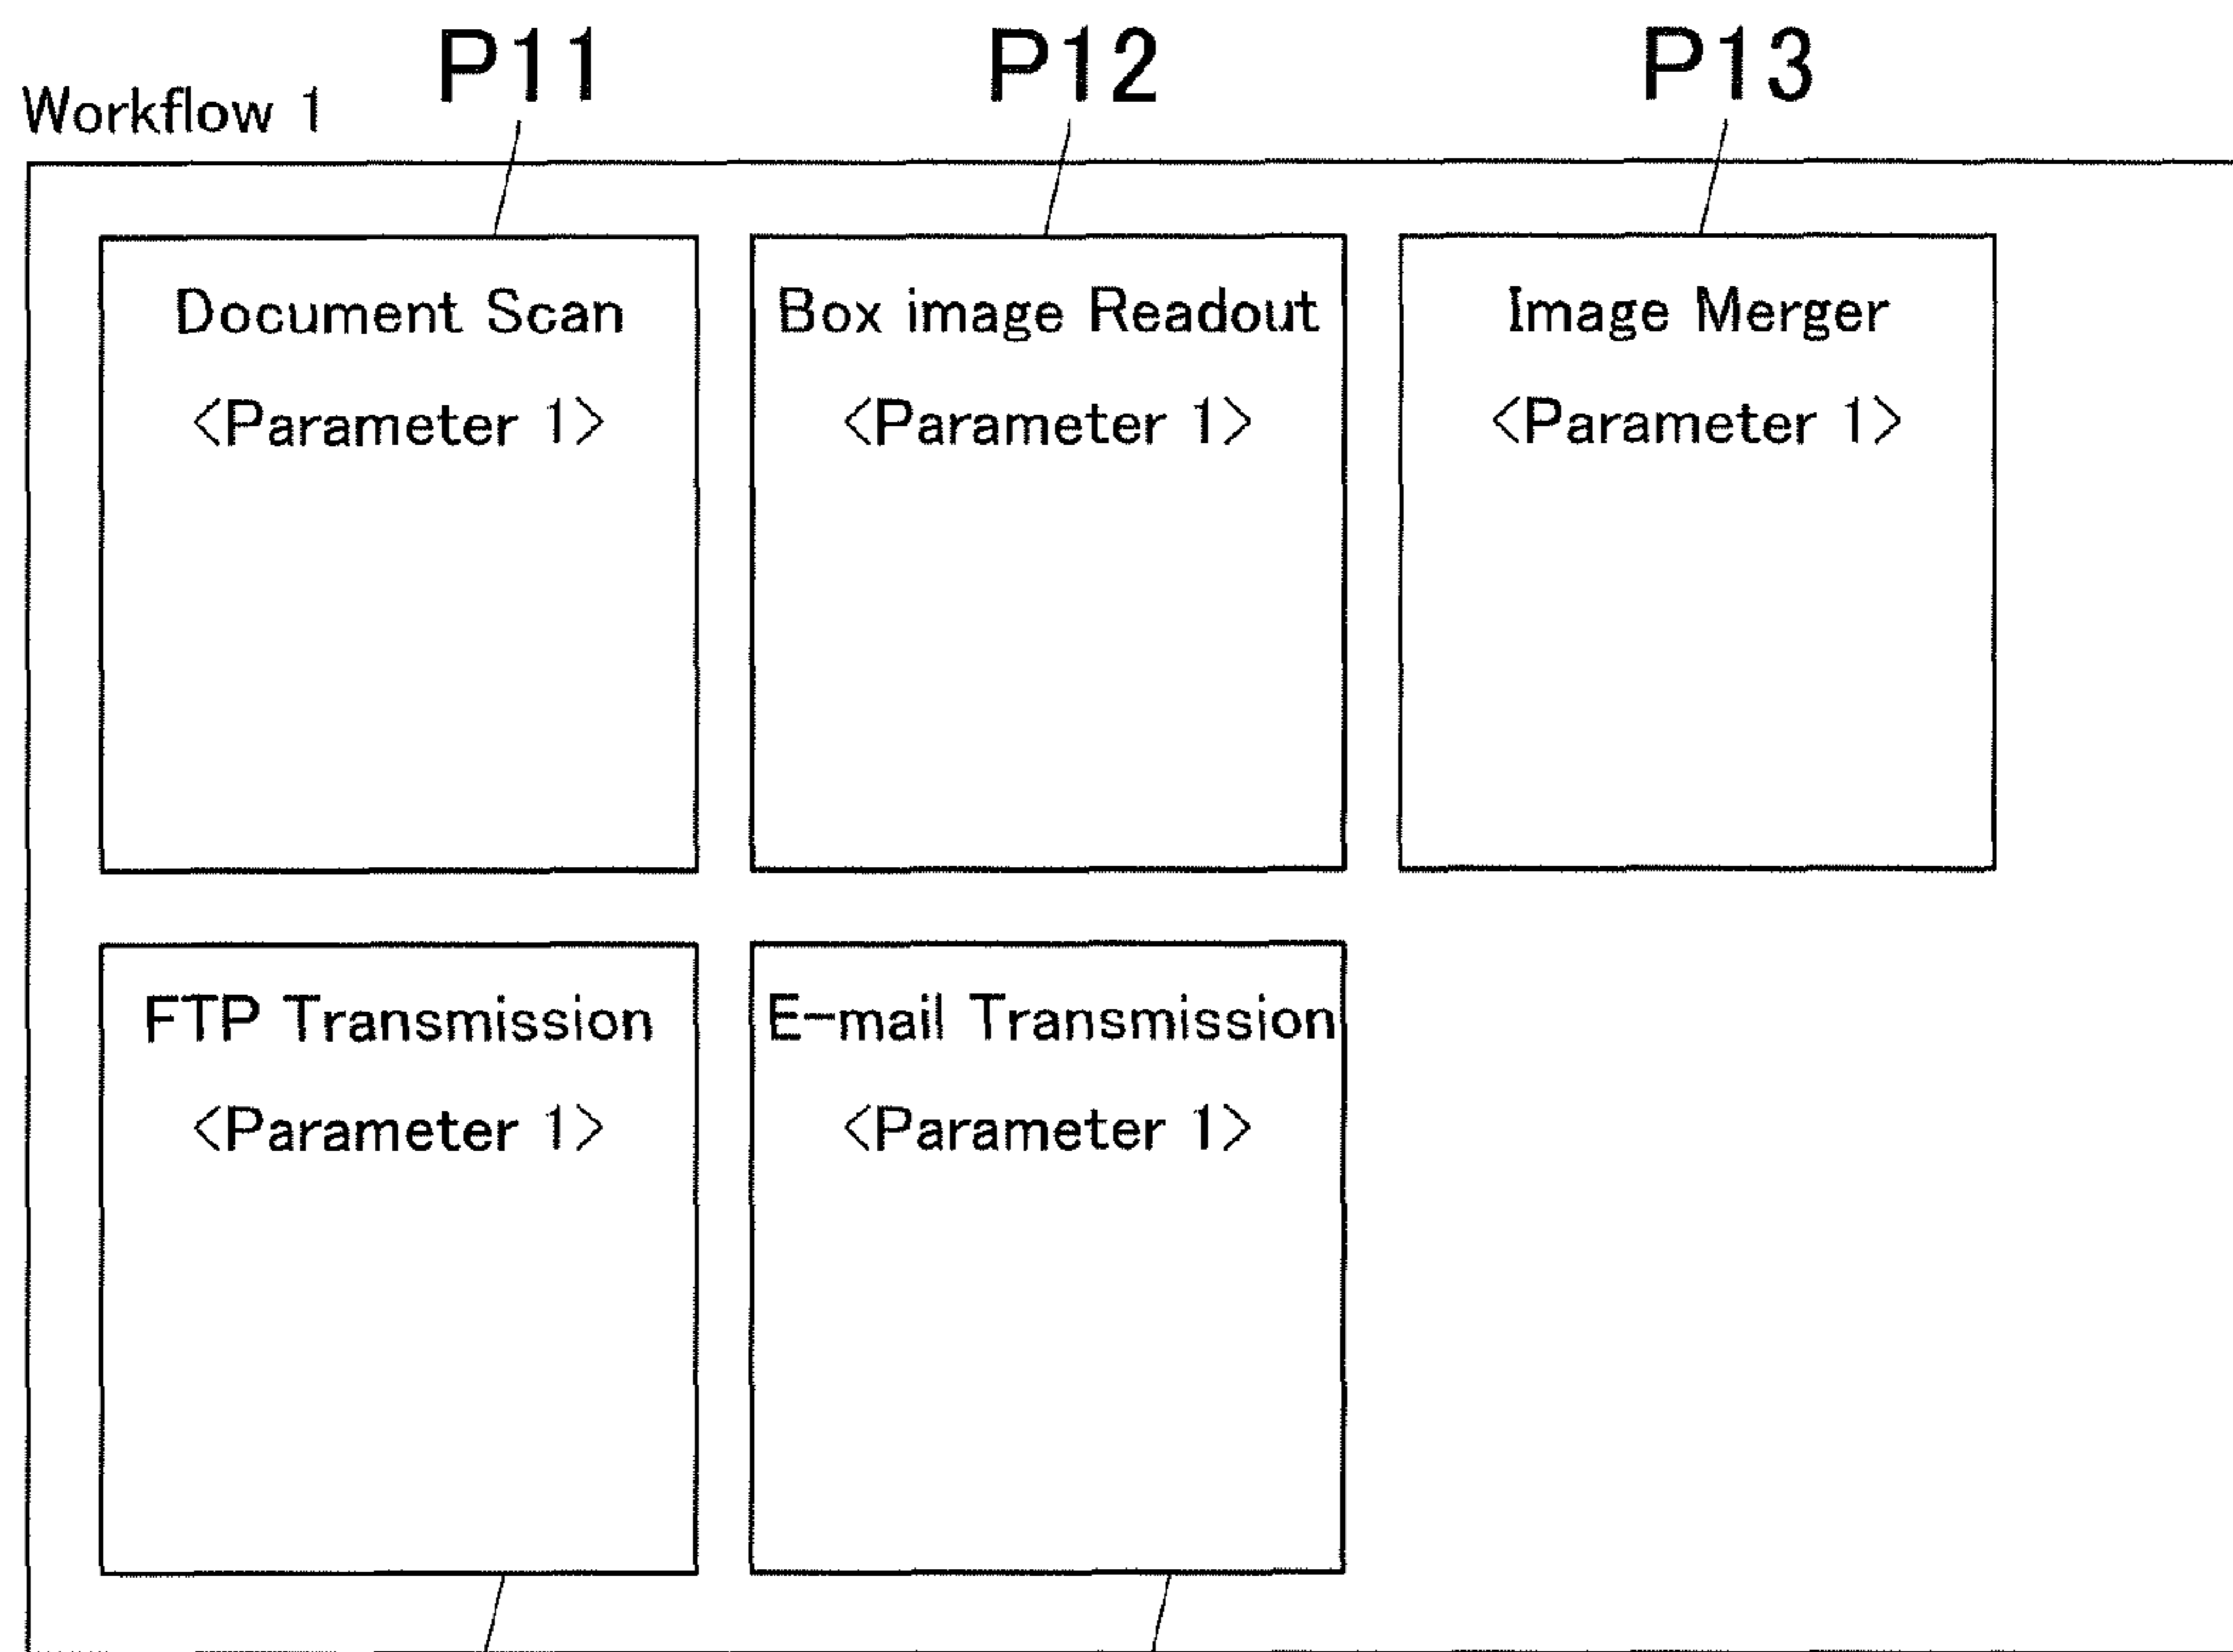 P11 P12 P13
Workflow 1
Document Scan
<Parameter 1>
Box image Readout
<Parameter 1>
Image Merger
<Parameter 1>
FTP Transmission
<Parameter 1>
E-mail Transmission
<Parameter 1>